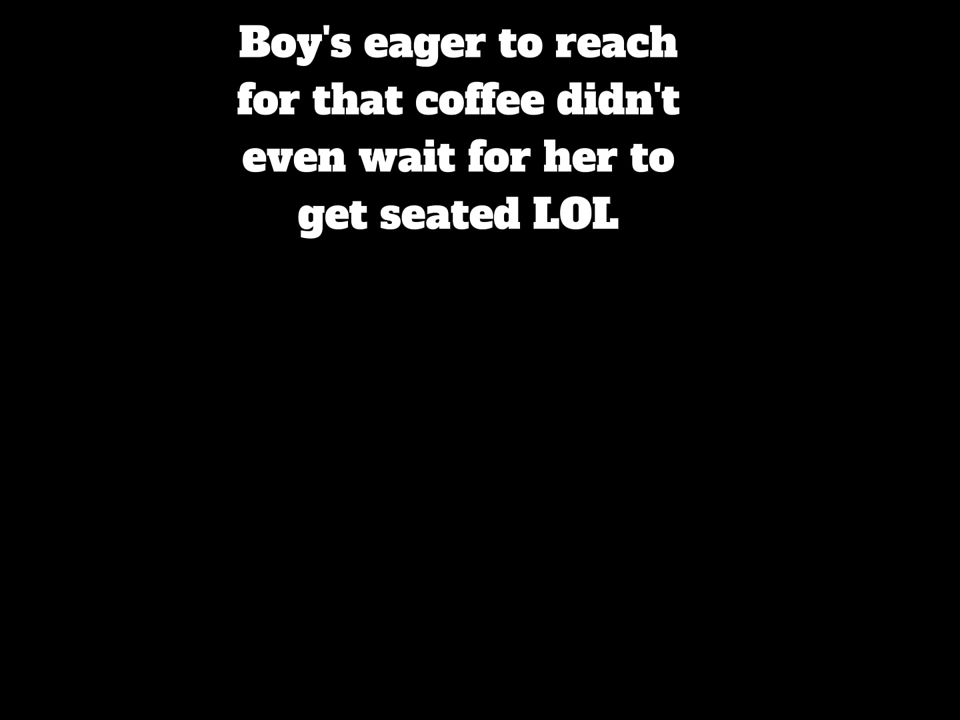 Boy's eager to reach
for that coffee didn't
even wait for her to
get seated LOL